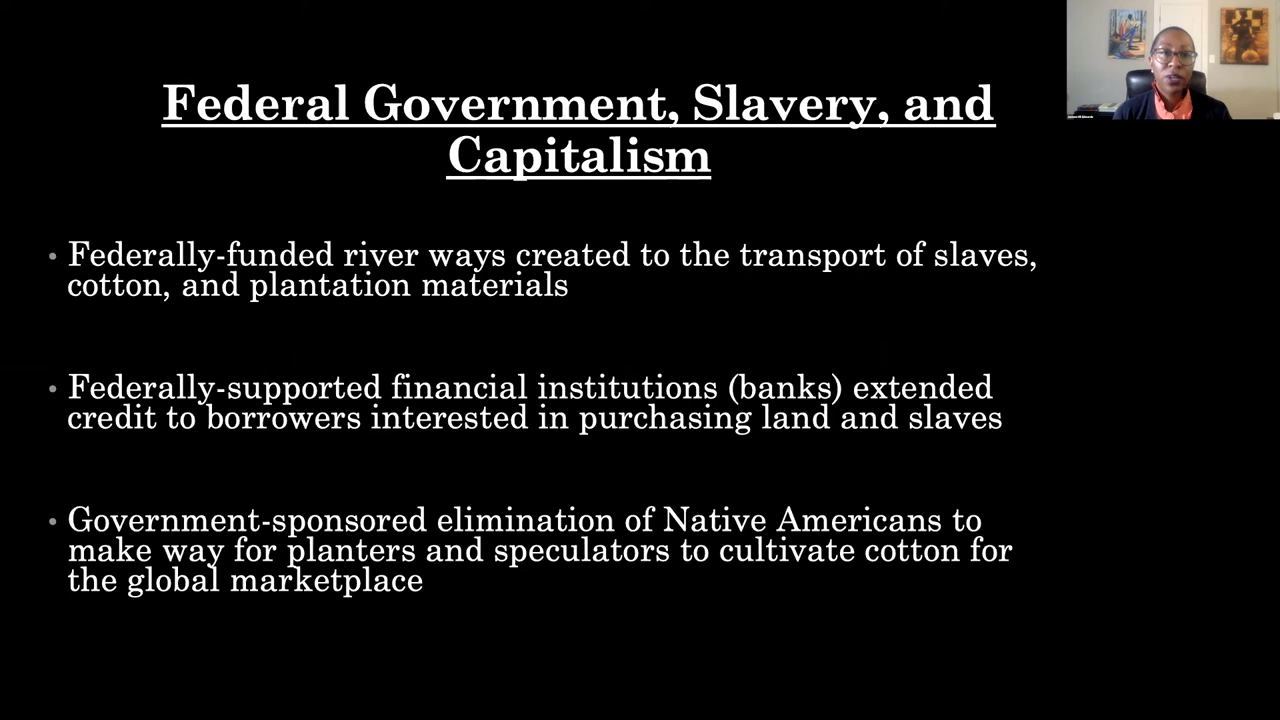 Federal Government, Slavery, and
Capitalism
• Federally-funded river ways created to the transport of slaves,
cotton, and plantation materials
• Federally-supported financial institutions (banks) extended
credit to borrowers interested in purchasing land and slaves
• Government-sponsored elimination of Native Americans to
make way for planters and speculators to cultivate cotton for
the global marketplace